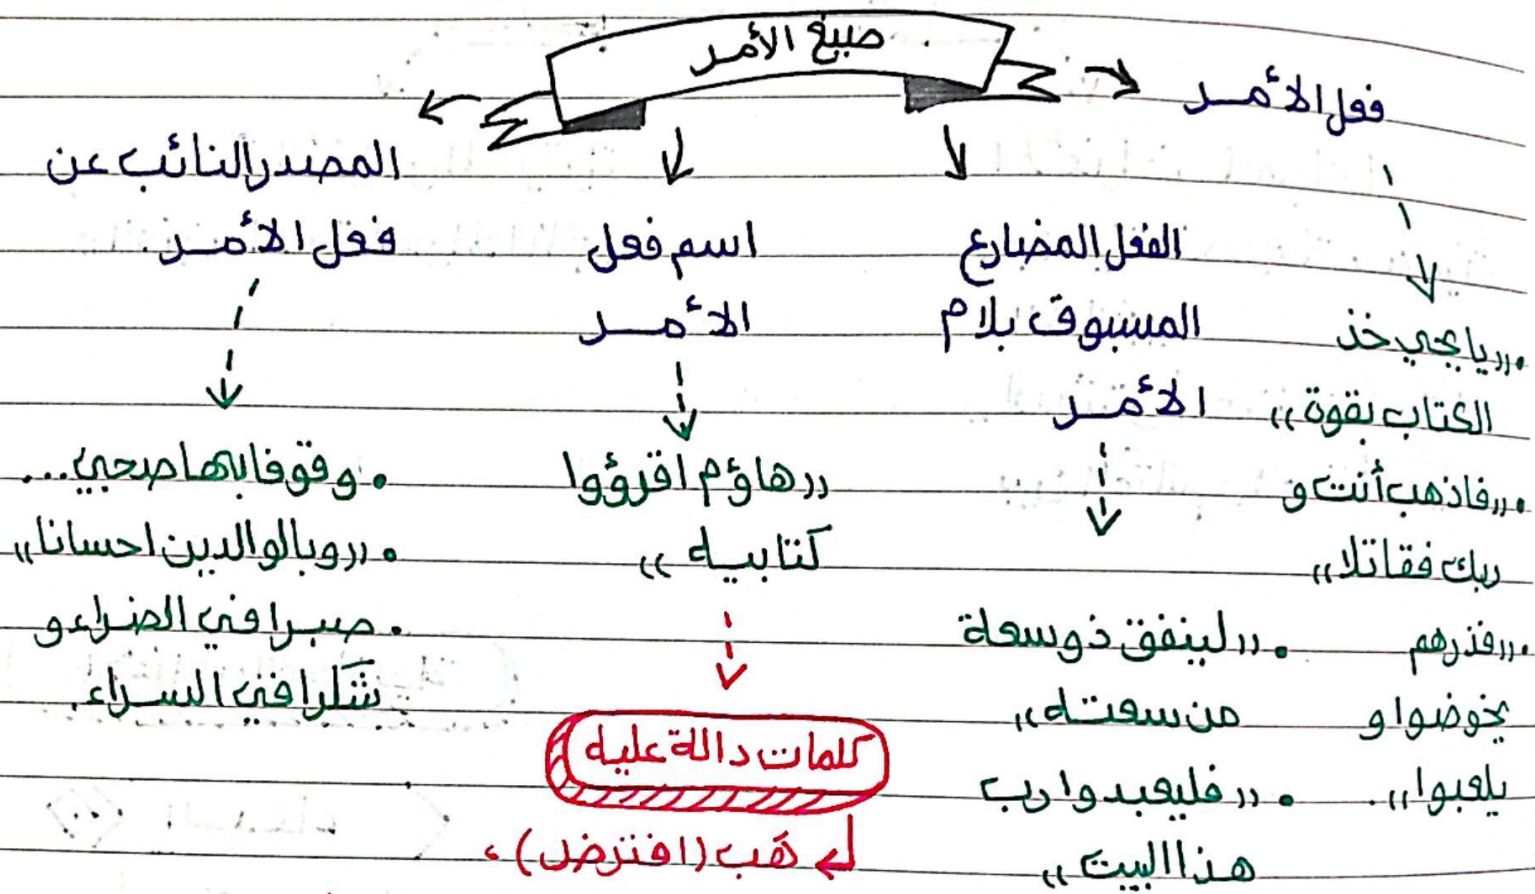 صيغ الأمر
فعل الأمر
"يا يحيى خذ
الكتاب بقوة"
"فاذهب أنت و
ربك فقاتلا"
"فذرهم
يخوضوا و
يلعبوا".
الفعل المضارع
المسبوق بلام
الأمر
• "لينفق ذو سعة
من سعته"
• "فليعبدوا رب
هذا البيت"
اسم فعل
الأمر
"هاؤم اقرؤوا
كتابيه"
كلمات دالة عليه
هَب (افترض)،
المصدر النائب عن
فعل الأمر.
• وقوفا بها صحبي...
• "وبالوالدين احسانا"
• صبرا في الضراء و
شكرا في السراء.